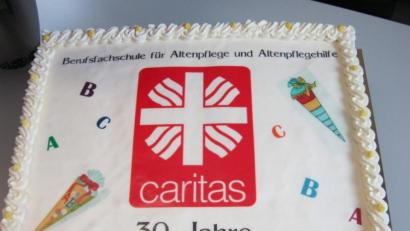 Berufsfachschule für Altenpflege und Altenpflegehilfe
B
C
A
C
B
A
caritas
30 Jahre